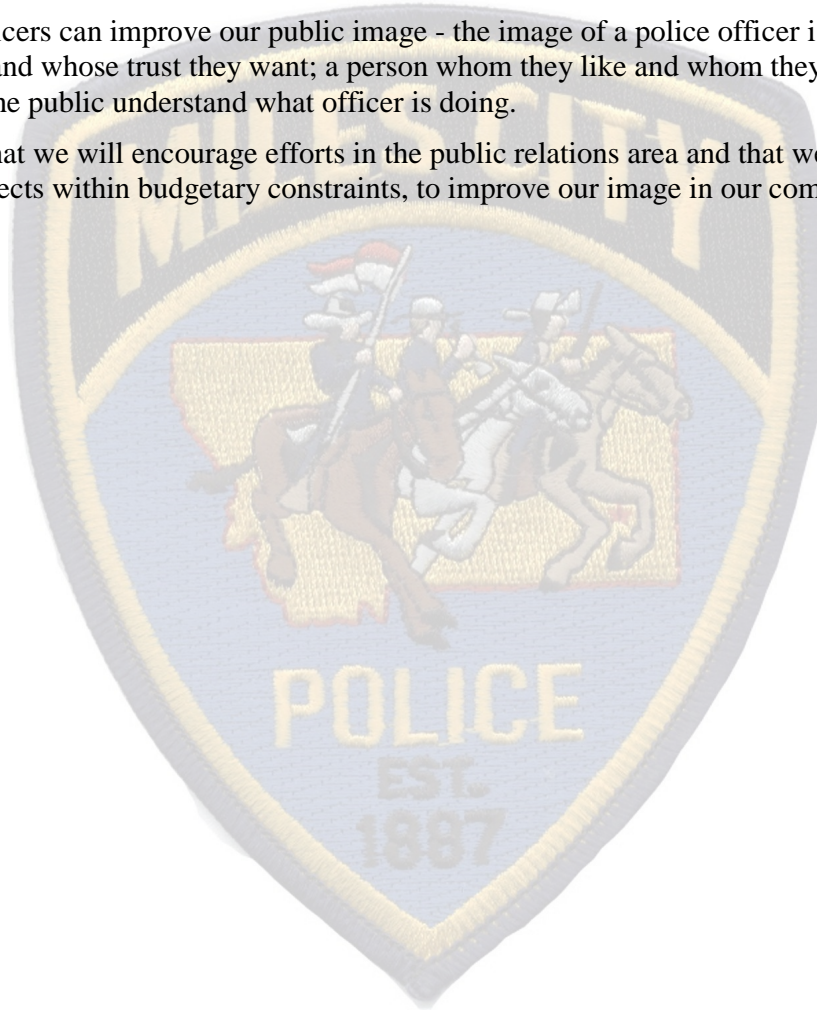 icers can improve our public image - the image of a police officer i
and whose trust they want; a person whom they like and whom they
he public understand what officer is doing.
hat we will encourage efforts in the public relations area and that we
ects within budgetary constraints, to improve our image in our com
MILES CITY
POLICE
EST.
1887